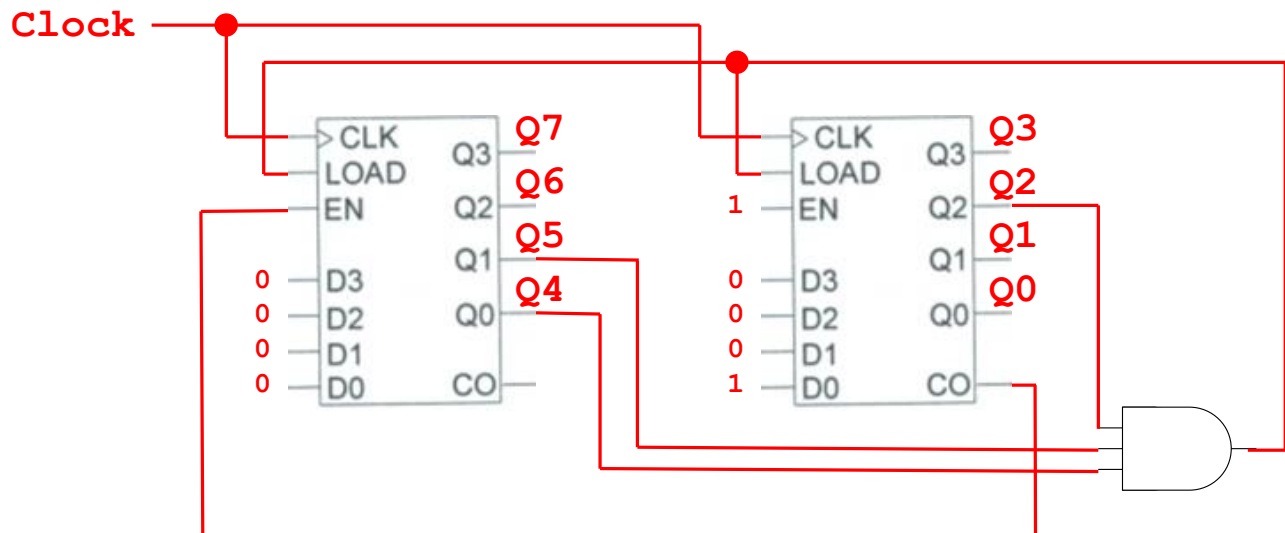 Clock
CLK
LOAD
EN
0 D3
0 D2
0 D1
0 D0
Q3 Q7
Q2 Q6
Q1 Q5
Q0 Q4
CO
CLK
LOAD
1 EN
0 D3
0 D2
0 D1
1 D0
Q3 Q3
Q2 Q2
Q1 Q1
Q0 Q0
CO